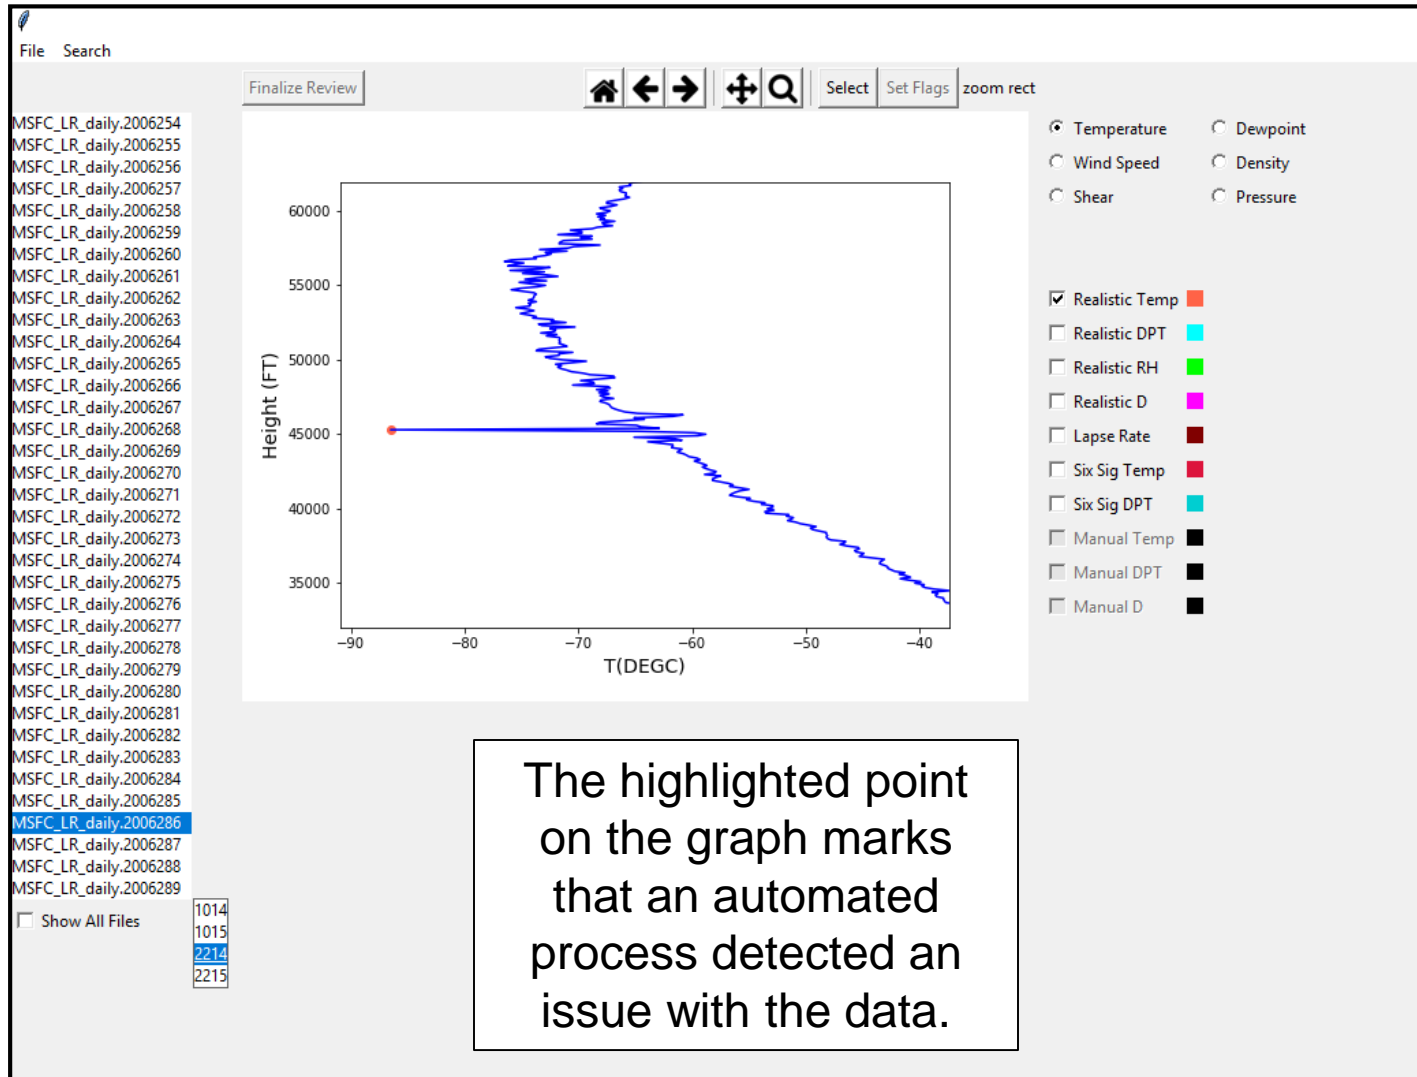 File Search
Finalize Review
Select Set Flags zoom rect
MSFC_LR_daily.2006254
MSFC_LR_daily.2006255
MSFC_LR_daily.2006256
MSFC_LR_daily.2006257
MSFC_LR_daily.2006258
MSFC_LR_daily.2006259
MSFC_LR_daily.2006260
MSFC_LR_daily.2006261
MSFC_LR_daily.2006262
MSFC_LR_daily.2006263
MSFC_LR_daily.2006264
MSFC_LR_daily.2006265
MSFC_LR_daily.2006266
MSFC_LR_daily.2006267
MSFC_LR_daily.2006268
MSFC_LR_daily.2006269
MSFC_LR_daily.2006270
MSFC_LR_daily.2006271
MSFC_LR_daily.2006272
MSFC_LR_daily.2006273
MSFC_LR_daily.2006274
MSFC_LR_daily.2006275
MSFC_LR_daily.2006276
MSFC_LR_daily.2006277
MSFC_LR_daily.2006278
MSFC_LR_daily.2006279
MSFC_LR_daily.2006280
MSFC_LR_daily.2006281
MSFC_LR_daily.2006282
MSFC_LR_daily.2006283
MSFC_LR_daily.2006284
MSFC_LR_daily.2006285
MSFC_LR_daily.2006286
MSFC_LR_daily.2006287
MSFC_LR_daily.2006288
MSFC_LR_daily.2006289
Show All Files
1014
1015
2214
2215
Height (FT)
60000
55000
50000
45000
40000
35000
−90 −80 −70 −60 −50 −40
T(DEGC)
Temperature Dewpoint
Wind Speed Density
Shear Pressure
Realistic Temp
Realistic DPT
Realistic RH
Realistic D
Lapse Rate
Six Sig Temp
Six Sig DPT
Manual Temp
Manual DPT
Manual D
The highlighted point
on the graph marks
that an automated
process detected an
issue with the data.